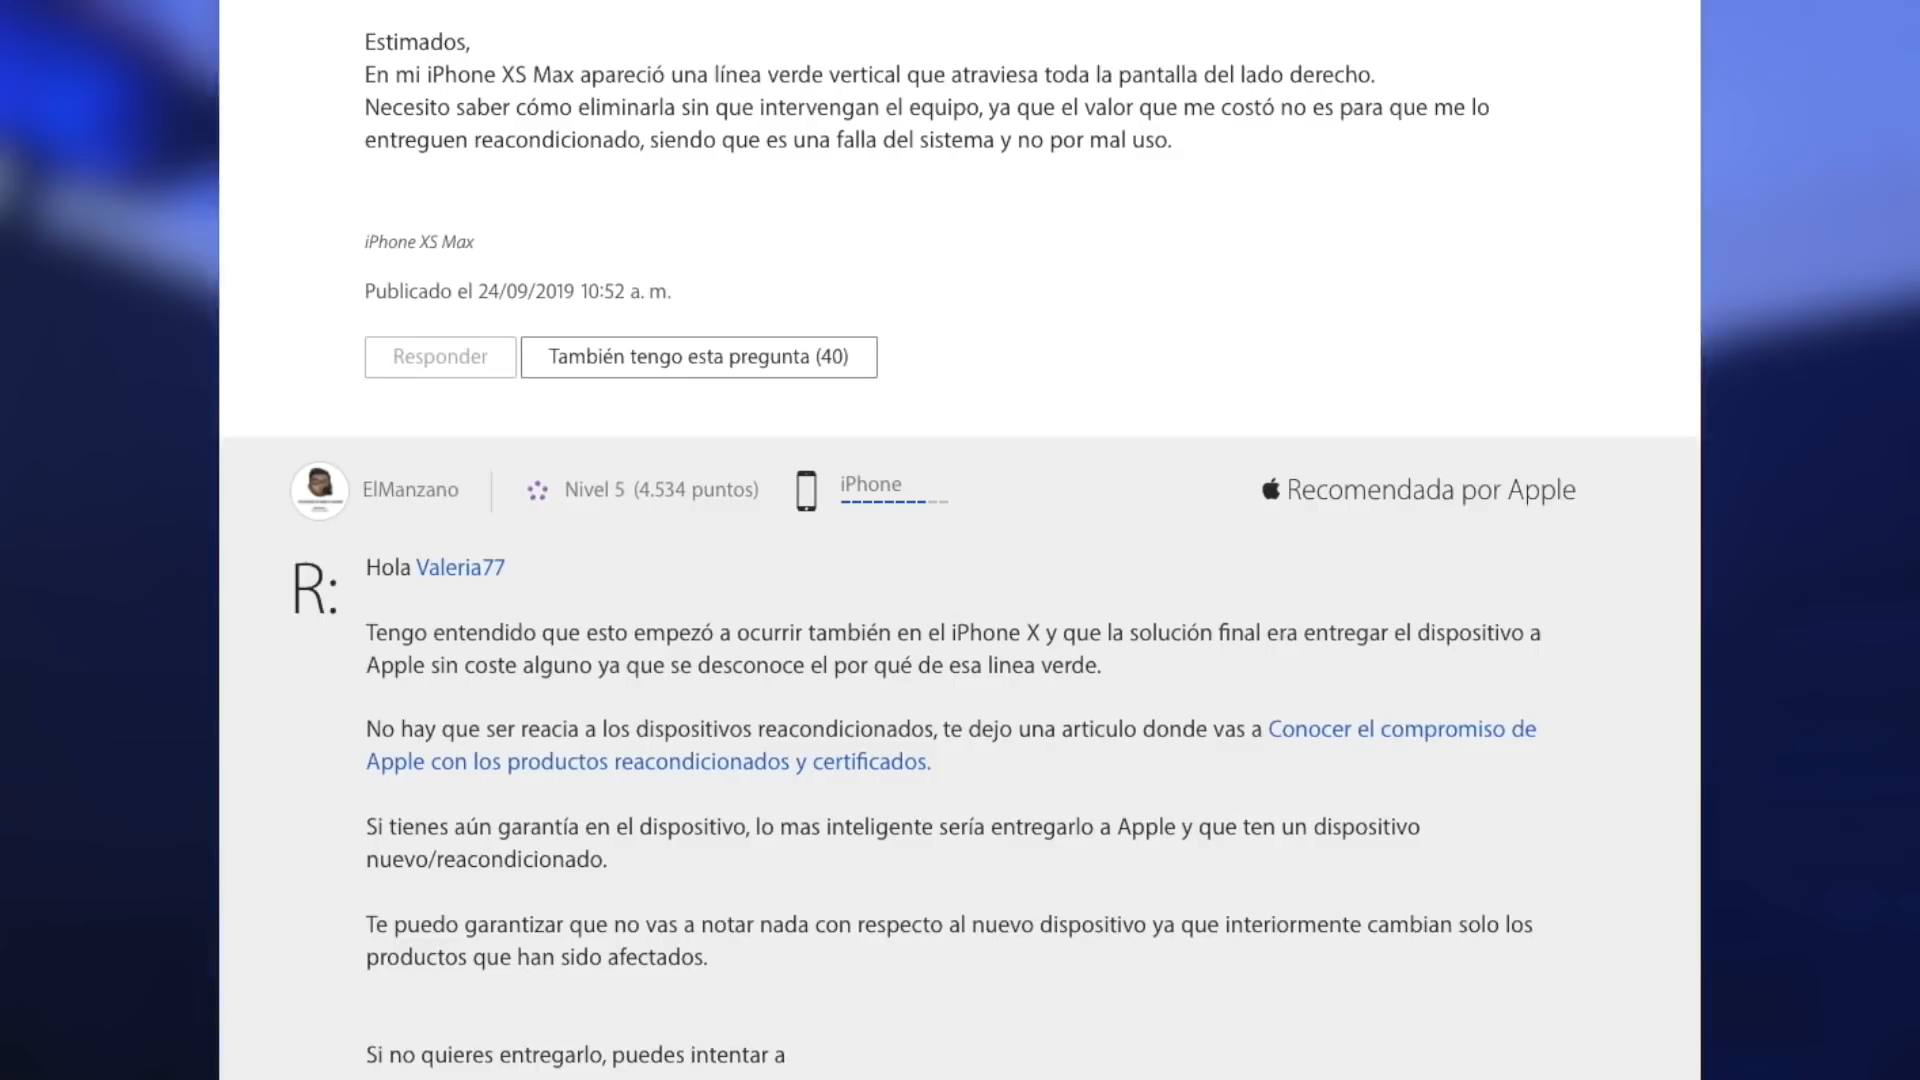 Estimados,
En mi iPhone XS Max apareció una línea verde vertical que atraviesa toda la pantalla del lado derecho.
Necesito saber cómo eliminarla sin que intervengan el equipo, ya que el valor que me costó no es para que me lo
entreguen reacondicionado, siendo que es una falla del sistema y no por mal uso.
iPhone XS Max
Publicado el 24/09/2019 10:52 a. m.
Responder
También tengo esta pregunta (40)
ElManzano
Nivel 5 (4.534 puntos)
iPhone
Recomendada por Apple
R:
Hola Valeria77
Tengo entendido que esto empezó a ocurrir también en el iPhone X y que la solución final era entregar el dispositivo a
Apple sin coste alguno ya que se desconoce el por qué de esa linea verde.
No hay que ser reacia a los dispositivos reacondicionados, te dejo una articulo donde vas a Conocer el compromiso de
Apple con los productos reacondicionados y certificados.
Si tienes aún garantía en el dispositivo, lo mas inteligente sería entregarlo a Apple y que ten un dispositivo
nuevo/reacondicionado.
Te puedo garantizar que no vas a notar nada con respecto al nuevo dispositivo ya que interiormente cambian solo los
productos que han sido afectados.
Si no quieres entregarlo, puedes intentar a